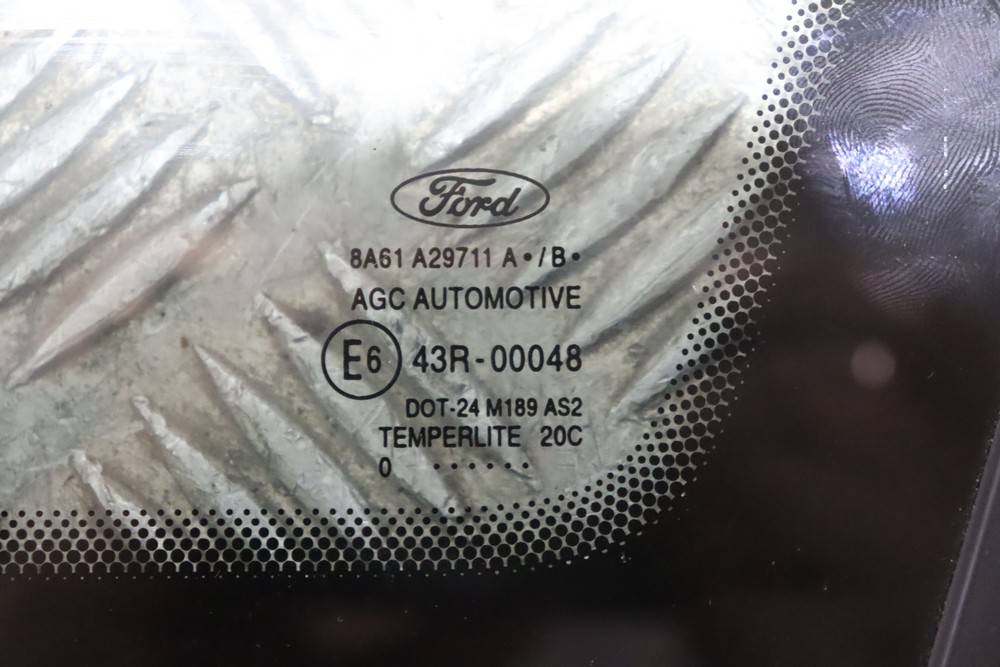 Ford
8A61 A29711 A • / B •
AGC AUTOMOTIVE
E6 43R-00048
DOT-24 M189 AS2
TEMPERLITE 20C
0 . . . . . . .